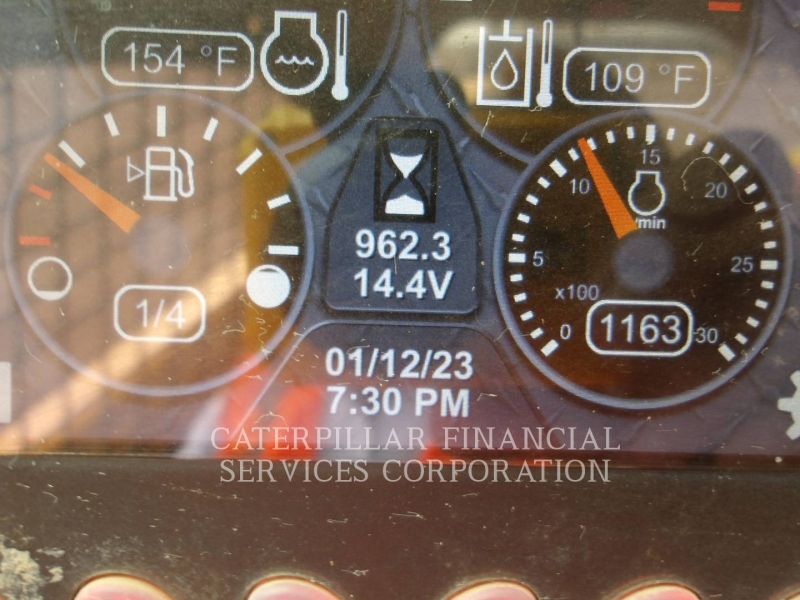 154 °F
109 °F
15
10
20
/min
962.3
5
25
14.4V
x100
1/4
0
1163
30
01/12/23
7:30 PM
CATERPILLAR FINANCIAL
SERVICES CORPORATION